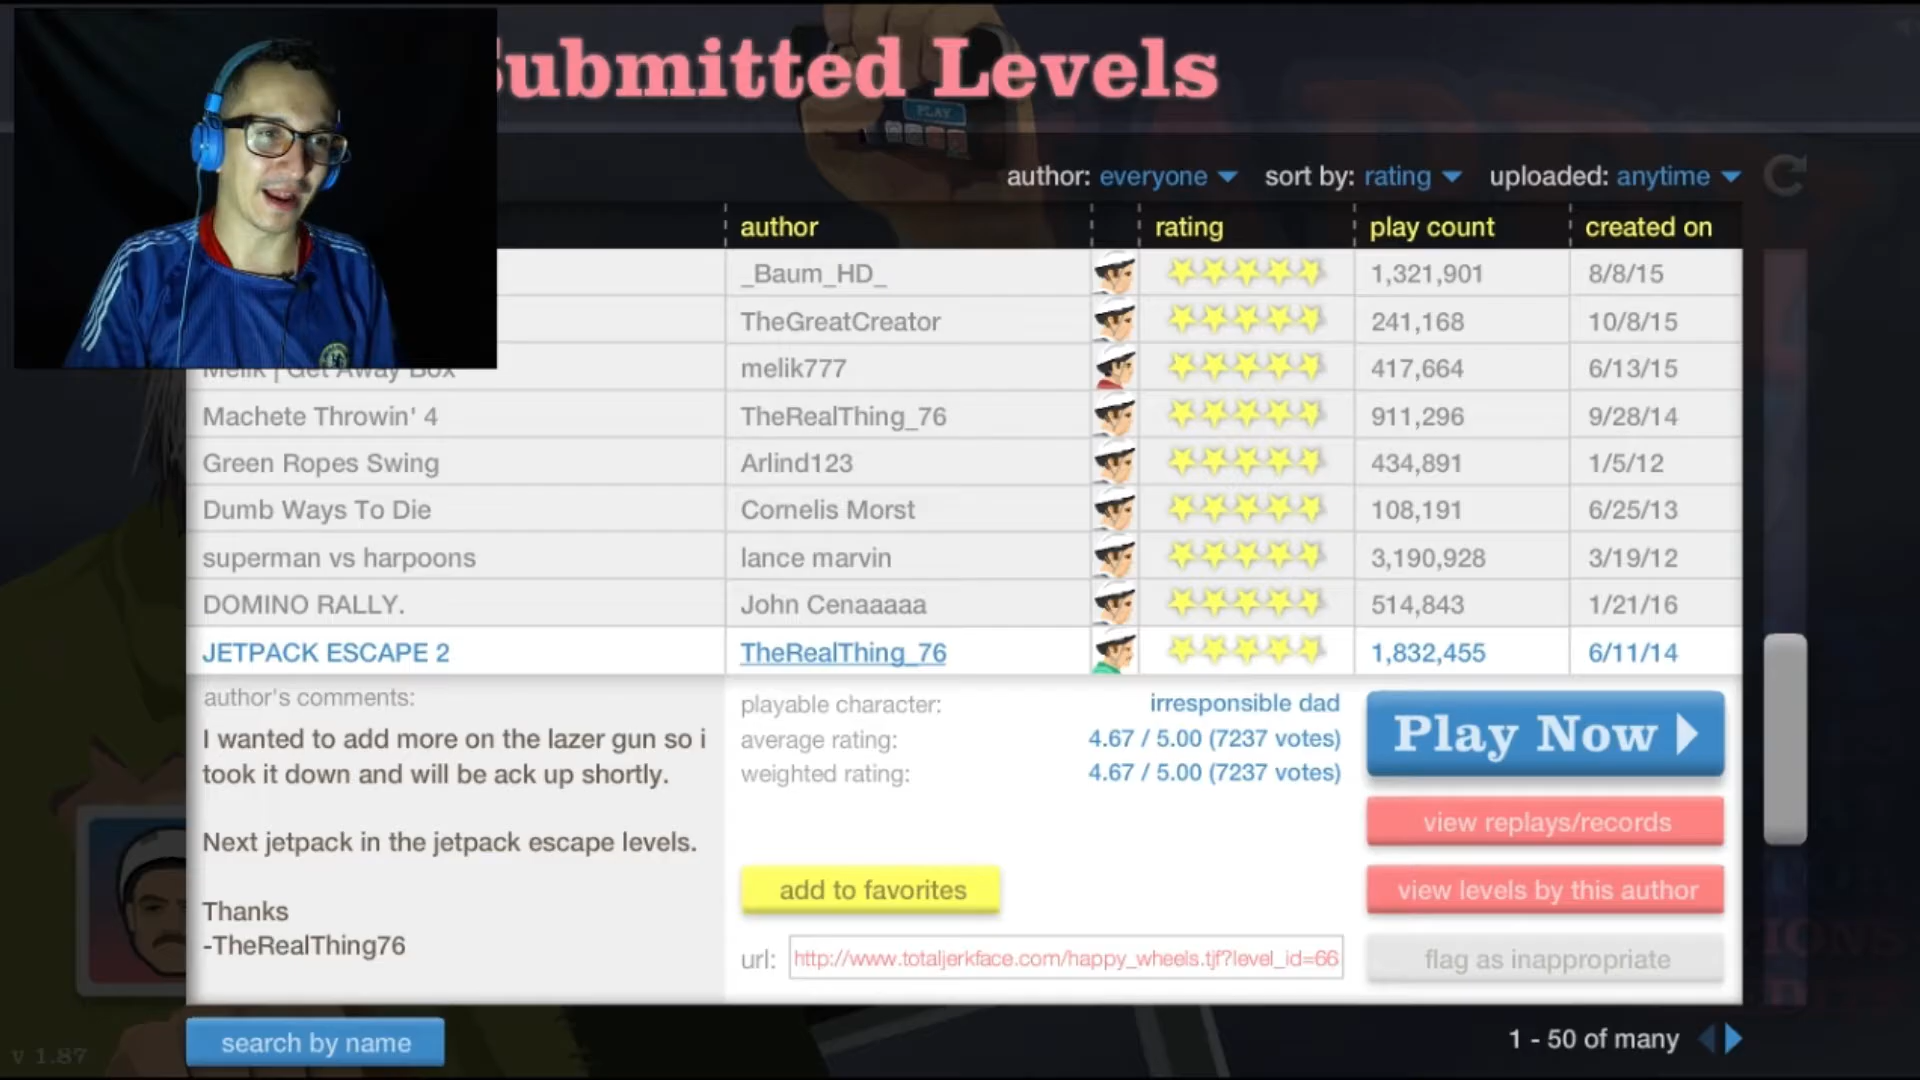 Submitted Levels
PLAY
author: everyone sort by: rating uploaded: anytime
author rating play count created on
_Baum_HD_ 1,321,901 8/8/15
TheGreatCreator 241,168 10/8/15
Melik | Get Away Box melik777 417,664 6/13/15
Machete Throwin' 4 TheRealThing_76 911,296 9/28/14
Green Ropes Swing Arlind123 434,891 1/5/12
Dumb Ways To Die Cornelis Morst 108,191 6/25/13
superman vs harpoons lance marvin 3,190,928 3/19/12
DOMINO RALLY. John Cenaaaaa 514,843 1/21/16
JETPACK ESCAPE 2 TheRealThing_76 1,832,455 6/11/14
author's comments:
I wanted to add more on the lazer gun so i
took it down and will be ack up shortly.
Next jetpack in the jetpack escape levels.
Thanks
-TheRealThing76
playable character: irresponsible dad
average rating: 4.67 / 5.00 (7237 votes)
weighted rating: 4.67 / 5.00 (7237 votes)
add to favorites
url: http://www.totaljerkface.com/happy_wheels.tjf?level_id=66
Play Now
view replays/records
view levels by this author
flag as inappropriate
v 1.87
search by name
1 - 50 of many